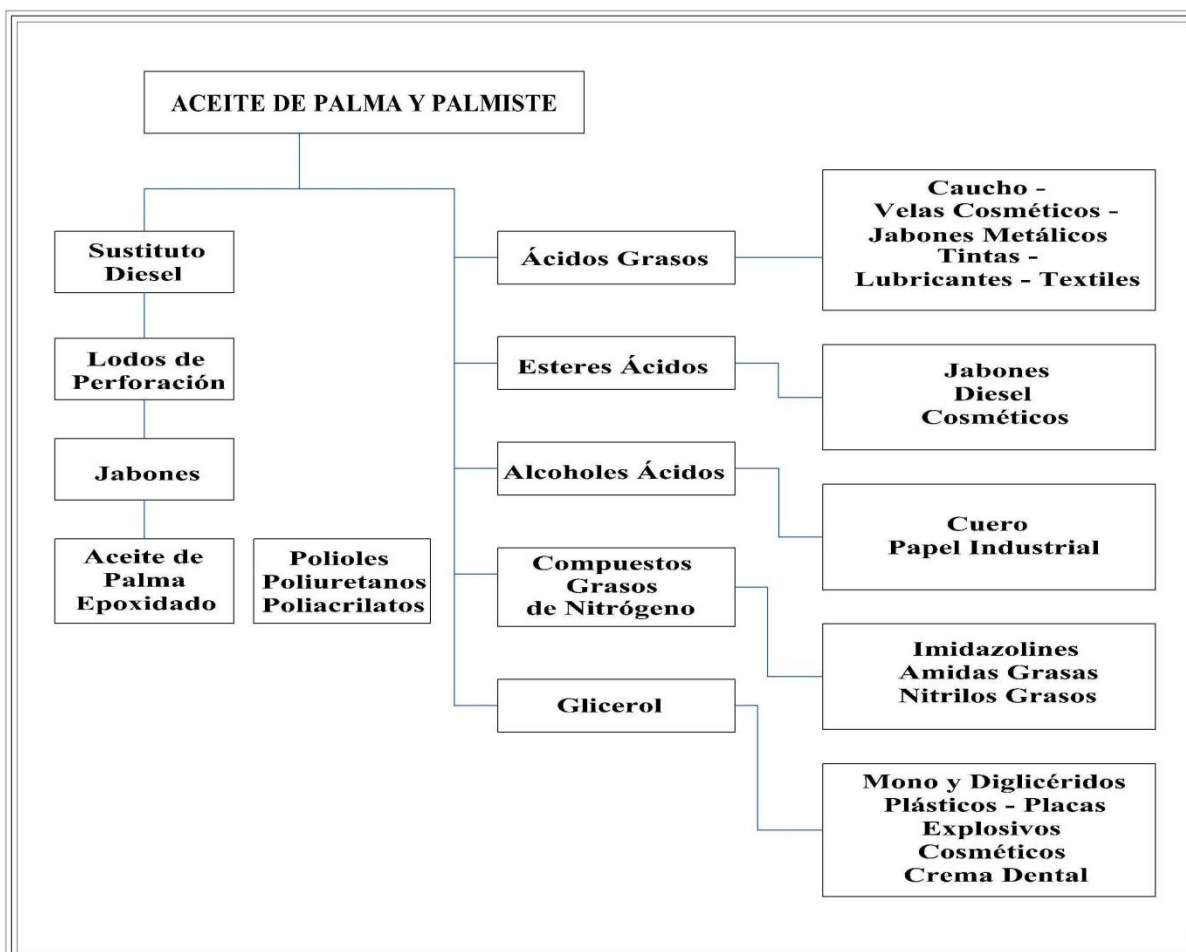 ACEITE DE PALMA Y PALMISTE
Sustituto
Diesel
Lodos de
Perforación
Jabones
Aceite de
Palma
Epoxidado
Polioles
Poliuretanos
Poliacrilatos
Ácidos Grasos
Esteres Ácidos
Alcoholes Ácidos
Compuestos
Grasos
de Nitrógeno
Glicerol
Caucho -
Velas Cosméticos -
Jabones Metálicos
Tintas -
Lubricantes - Textiles
Jabones
Diesel
Cosméticos
Cuero
Papel Industrial
Imidazolines
Amidas Grasas
Nitrilos Grasos
Mono y Diglicéridos
Plásticos - Placas
Explosivos
Cosméticos
Crema Dental